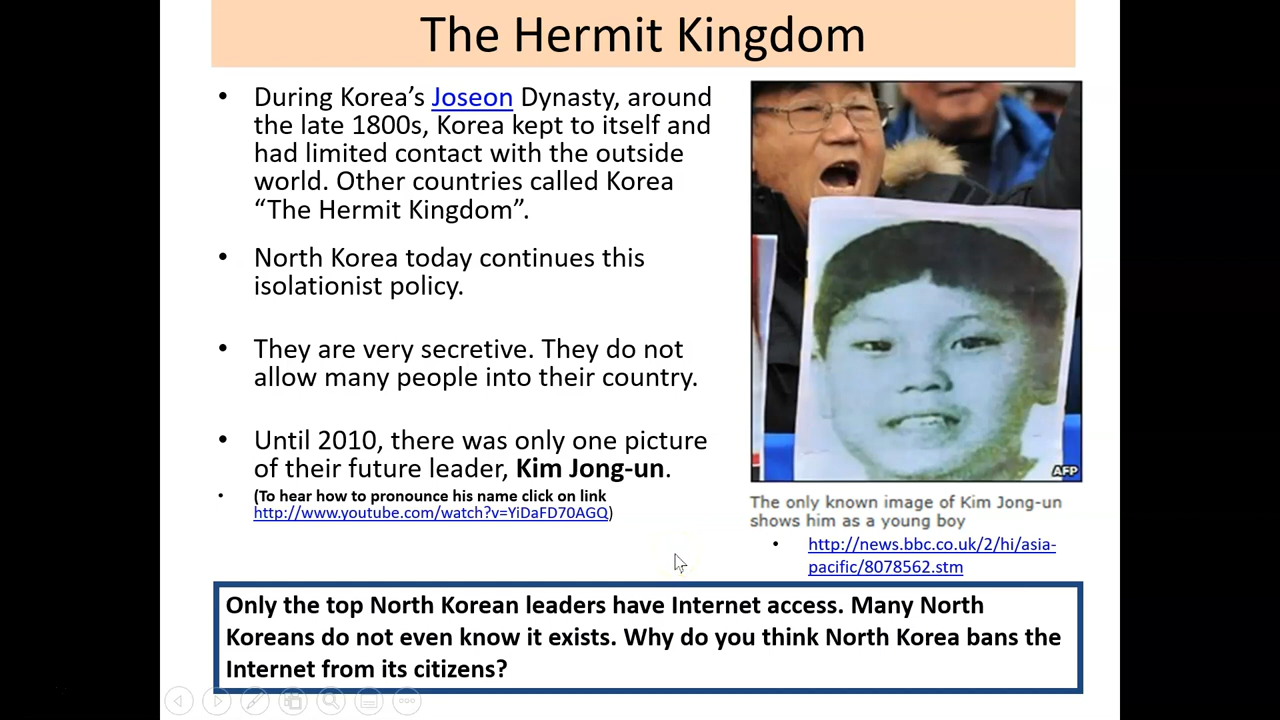 The Hermit Kingdom
• During Korea’s Joseon Dynasty, around
the late 1800s, Korea kept to itself and
had limited contact with the outside
world. Other countries called Korea
“The Hermit Kingdom”.
• North Korea today continues this
isolationist policy.
• They are very secretive. They do not
allow many people into their country.
• Until 2010, there was only one picture
of their future leader, Kim Jong-un.
• (To hear how to pronounce his name click on link
http://www.youtube.com/watch?v=YiDaFD70AGQ)
AFP
The only known image of Kim Jong-un
shows him as a young boy
• http://news.bbc.co.uk/2/hi/asia-
pacific/8078562.stm
Only the top North Korean leaders have Internet access. Many North
Koreans do not even know it exists. Why do you think North Korea bans the
Internet from its citizens?